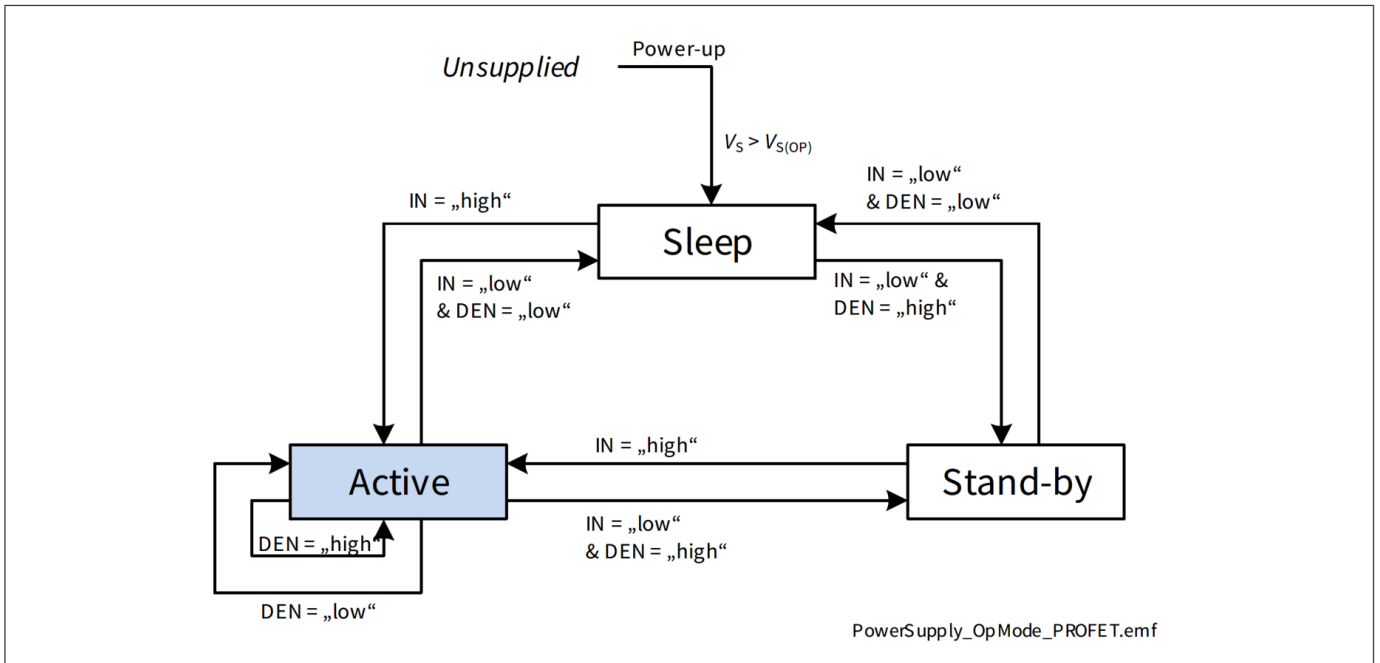 Power-up
Unsupplied
VS > VS(OP)
IN = „low“
& DEN = „low“
IN = „high“
Sleep
IN = „low“
& DEN = „low“
IN = „low“ &
DEN = „high“
IN = „high“
Active
Stand-by
IN = „low“
& DEN = „high“
DEN = „high“
DEN = „low“
PowerSupply_OpMode_PROFET.emf